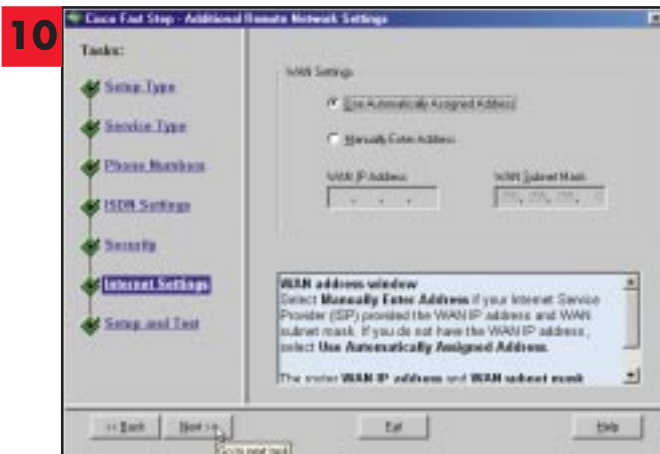 10
Cisco Fast Step - Additional Remote Network Settings
Tasks:
Setup Type
Service Type
Phone Numbers
ISDN Settings
Security
Internet Settings
Setup and Test
WAN Settings
Use Automatically Assigned Address
Manually Enter Address
WAN IP Address
WAN Subnet Mask
WAN address window
Select Manually Enter Address if your Internet Service
Provider (ISP) provided the WAN IP address and WAN
subnet mask. If you do not have the WAN IP address,
select Use Automatically Assigned Address.
The router WAN IP address and WAN subnet mask
<< Back
Next >>
Exit
Help
Go to next task